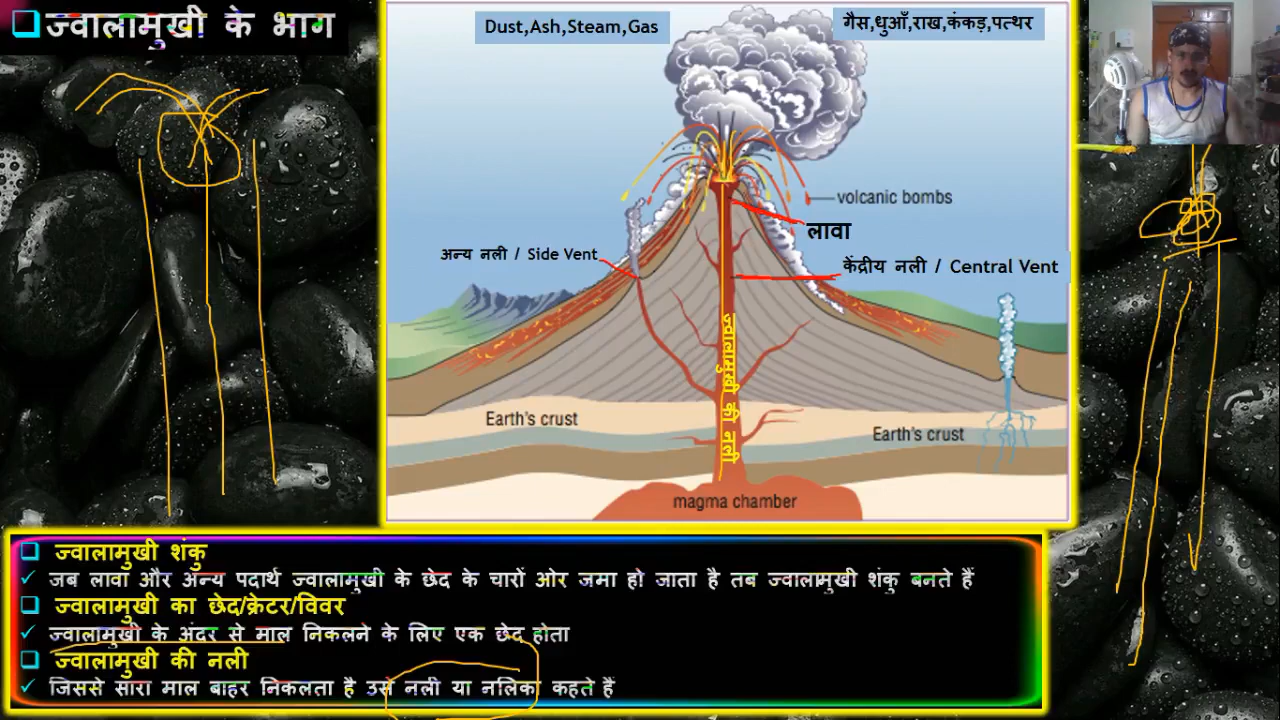 ज्वालामुखी के भाग
Dust,Ash,Steam,Gas
गैस,धुआँ,राख,कंकड़,पत्थर
volcanic bombs
लावा
अन्य नली / Side Vent
केंद्रीय नली / Central Vent
ज्वालामुखी की नली
Earth's crust
Earth's crust
magma chamber
ज्वालामुखी शंकु
जब लावा और अन्य पदार्थ ज्वालामुखी के छेद के चारों ओर जमा हो जाता है तब ज्वालामुखी शंकु बनते हैं
ज्वालामुखी का छेद/क्रेटर/विवर
ज्वालामुखी के अंदर से माल निकलने के लिए एक छेद होता
ज्वालामुखी की नली
जिससे सारा माल बाहर निकलता है उसे नली या नलिका कहते हैं